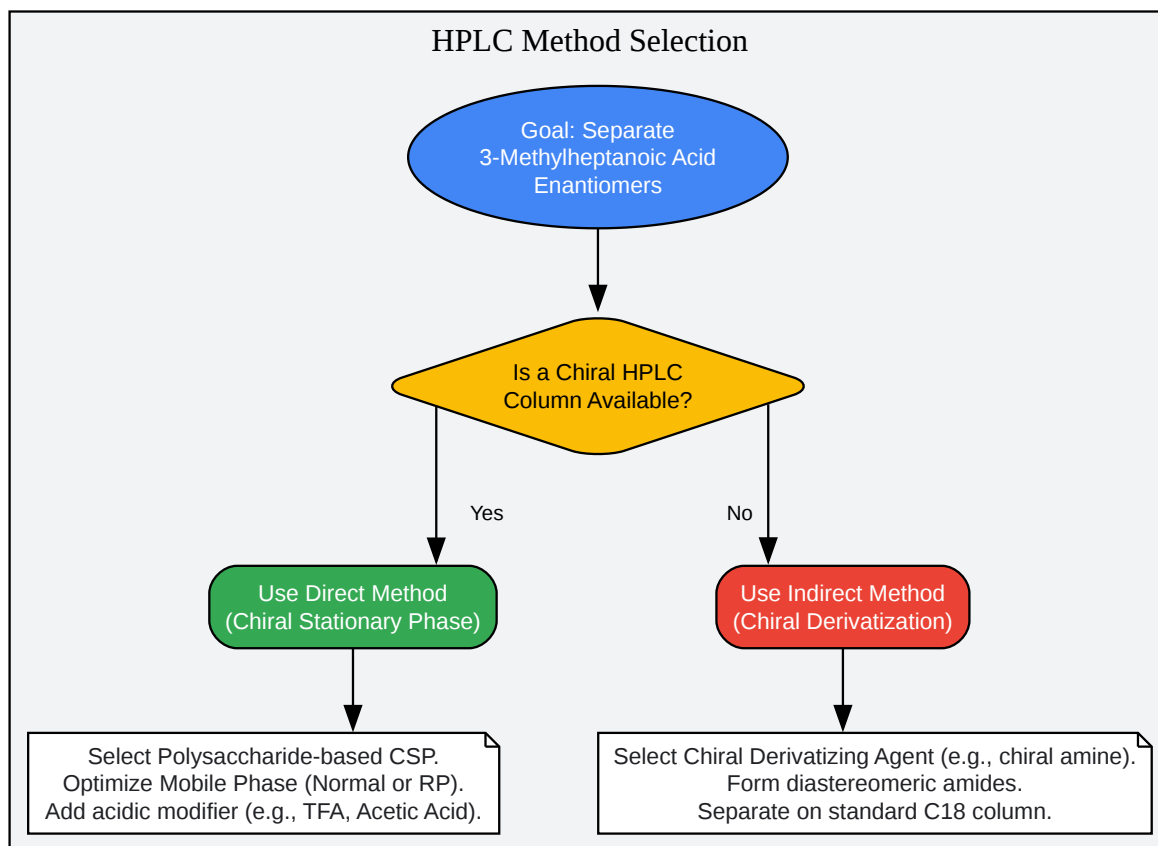 HPLC Method Selection
Goal: Separate
3-Methylheptanoic Acid
Enantiomers
Is a Chiral HPLC
Column Available?
Yes
No
Use Direct Method
(Chiral Stationary Phase)
Use Indirect Method
(Chiral Derivatization)
Select Polysaccharide-based CSP.
Optimize Mobile Phase (Normal or RP).
Add acidic modifier (e.g., TFA, Acetic Acid).
Select Chiral Derivatizing Agent (e.g., chiral amine).
Form diastereomeric amides.
Separate on standard C18 column.